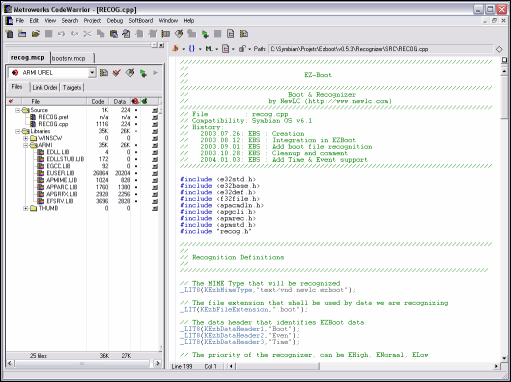 Metrowerks CodeWarrior - [RECOG.cpp]
File Edit View Search Project Debug SoftBoard Window Help
recog.mcp bootsrv.mcp
ARMI UREL
Files Link Order Targets
File Code Data
Source 1K 224
RECOG.pref n/a n/a
RECOG.cpp 1116 224
Libraries 35K 26K
WINSCW 0 0
ARMI 35K 26K
EDLL.LIB 4 0
EDLLSTUB.LIB 172 0
EGCC.LIB 92 0
EUSER.LIB 26864 20204
APMIME.LIB 1024 828
APPARC.LIB 1760 1380
APGRFX.LIB 2928 2256
EFSRV.LIB 3696 2828
THUMB 0 0
25 files 36K 27K
Path: C:\Symbian\Projets\Ezboot\v0.5.3\Recogniser\SRC\RECOG.cpp
//
// EZ-Boot
//
// Boot & Recognizer
// by NewLC (http://www.newlc.com)
// File : recog.cpp
// Compatibility: Symbian OS v6.1
// History:
// 2003.07.26: EBS : Creation
// 2003.08.12: EBS : Integration in EZBoot
// 2003.09.01: EBS : Add boot file recognition
// 2003.10.28: EBS : Cleanup and comment
// 2004.01.03: EBS : Add Time & Event support
#include <e32std.h>
#include <e32base.h>
#include <e32def.h>
#include <f32file.h>
#include <apacmdln.h>
#include <apgcli.h>
#include <apmrec.h>
#include <apmstd.h>
#include "recog.h"
//
// Recognition Definitions
//
// The MIME Type that will be recognized
_LIT8(KEzbMimeType,"text/vnd.newlc.ezboot");
// The file extension that shall be used by data we are recognizing
_LIT(KEzbFileExtension,".boot");
// The data header that identifies EZBoot data
_LIT8(KEzbDataHeader1,"Boot");
_LIT8(KEzbDataHeader2,"Even");
_LIT8(KEzbDataHeader3,"Time");
// The priority of the recognizer, can be EHigh, ENormal, ELow
Line 199 Col 1